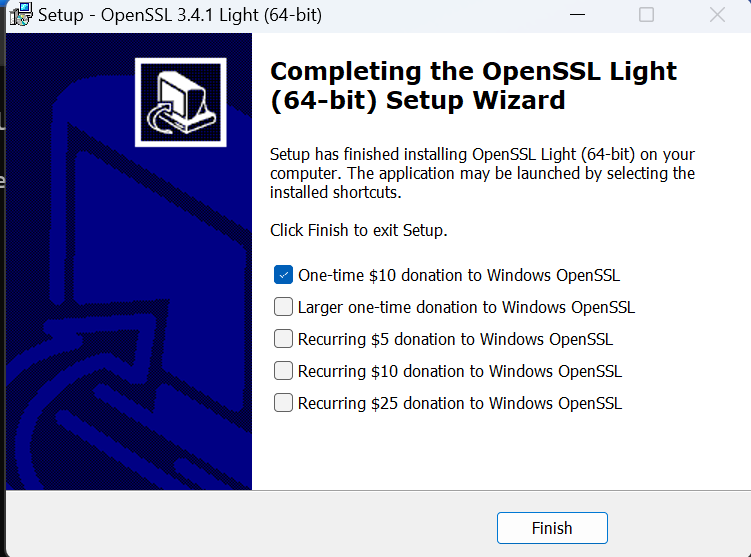 Setup - OpenSSL 3.4.1 Light (64-bit)
Completing the OpenSSL Light
(64-bit) Setup Wizard
Setup has finished installing OpenSSL Light (64-bit) on your
computer. The application may be launched by selecting the
installed shortcuts.
Click Finish to exit Setup.
One-time $10 donation to Windows OpenSSL
Larger one-time donation to Windows OpenSSL
Recurring $5 donation to Windows OpenSSL
Recurring $10 donation to Windows OpenSSL
Recurring $25 donation to Windows OpenSSL
Finish